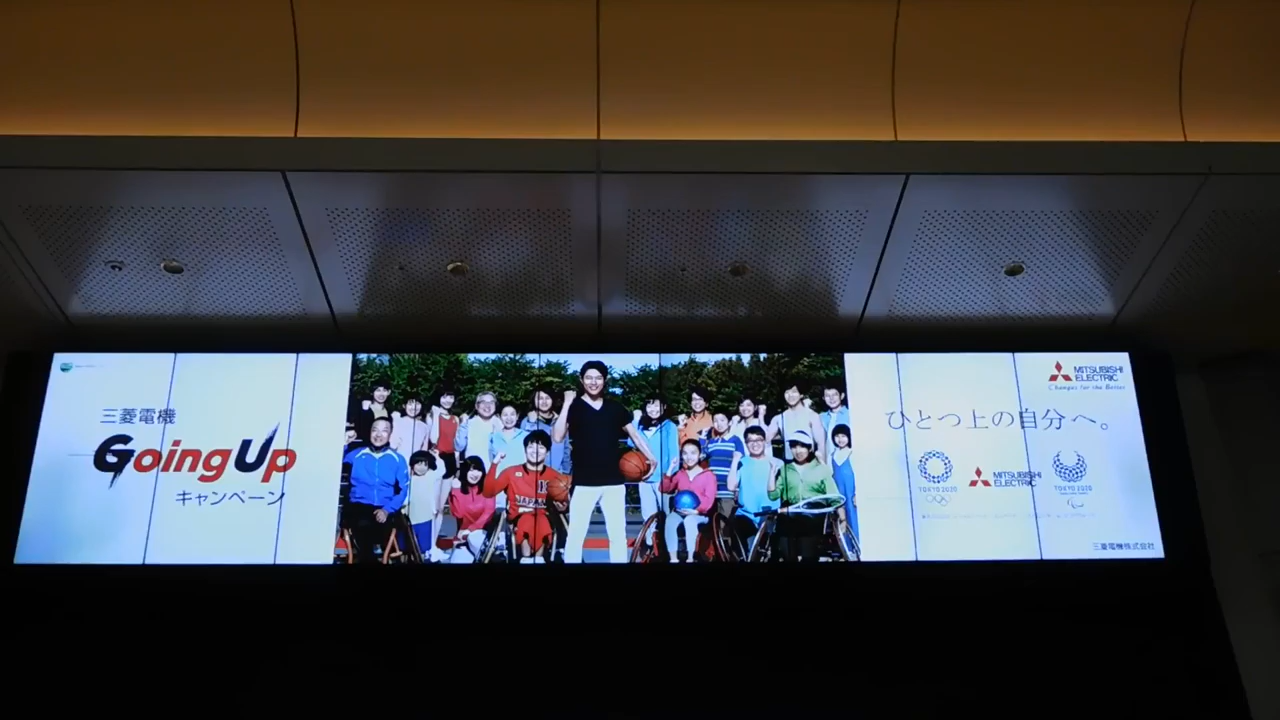 三菱電機
Going Up
キャンペーン
JAPAN
MITSUBISHI
ELECTRIC
Changes for the Better
ひとつ上の自分へ。
TOKYO 2020
MITSUBISHI
ELECTRIC
TOKYO 2020
三菱電機株式会社